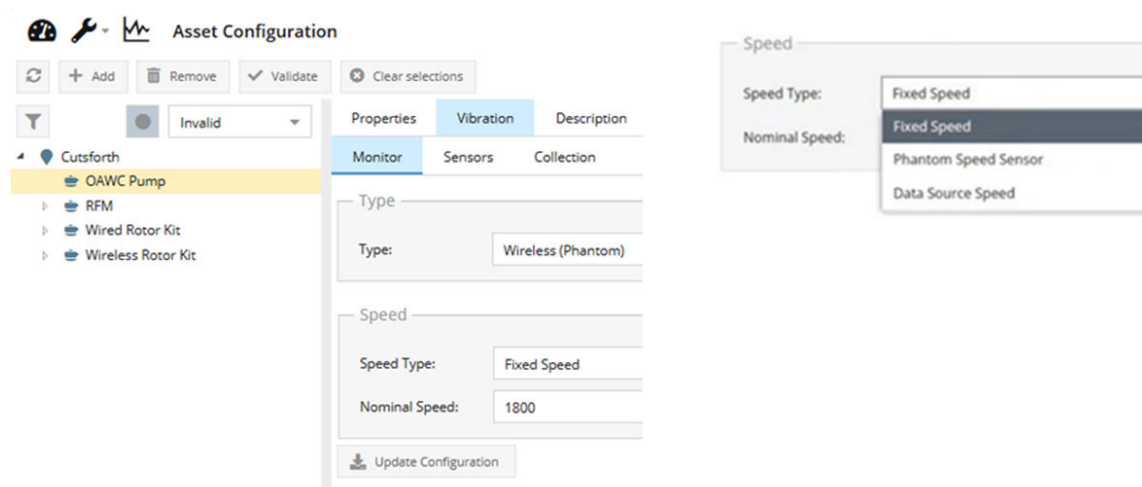 Asset Configuration
Add
Remove
Validate
Clear selections
Invalid
Cutsforth
OAWC Pump
RFM
Wired Rotor Kit
Wireless Rotor Kit
Properties Vibration Description
Monitor Sensors Collection
Type
Type: Wireless (Phantom)
Speed
Speed Type: Fixed Speed
Nominal Speed: 1800
Update Configuration
Speed
Speed Type: Fixed Speed
Fixed Speed
Nominal Speed:
Phantom Speed Sensor
Data Source Speed